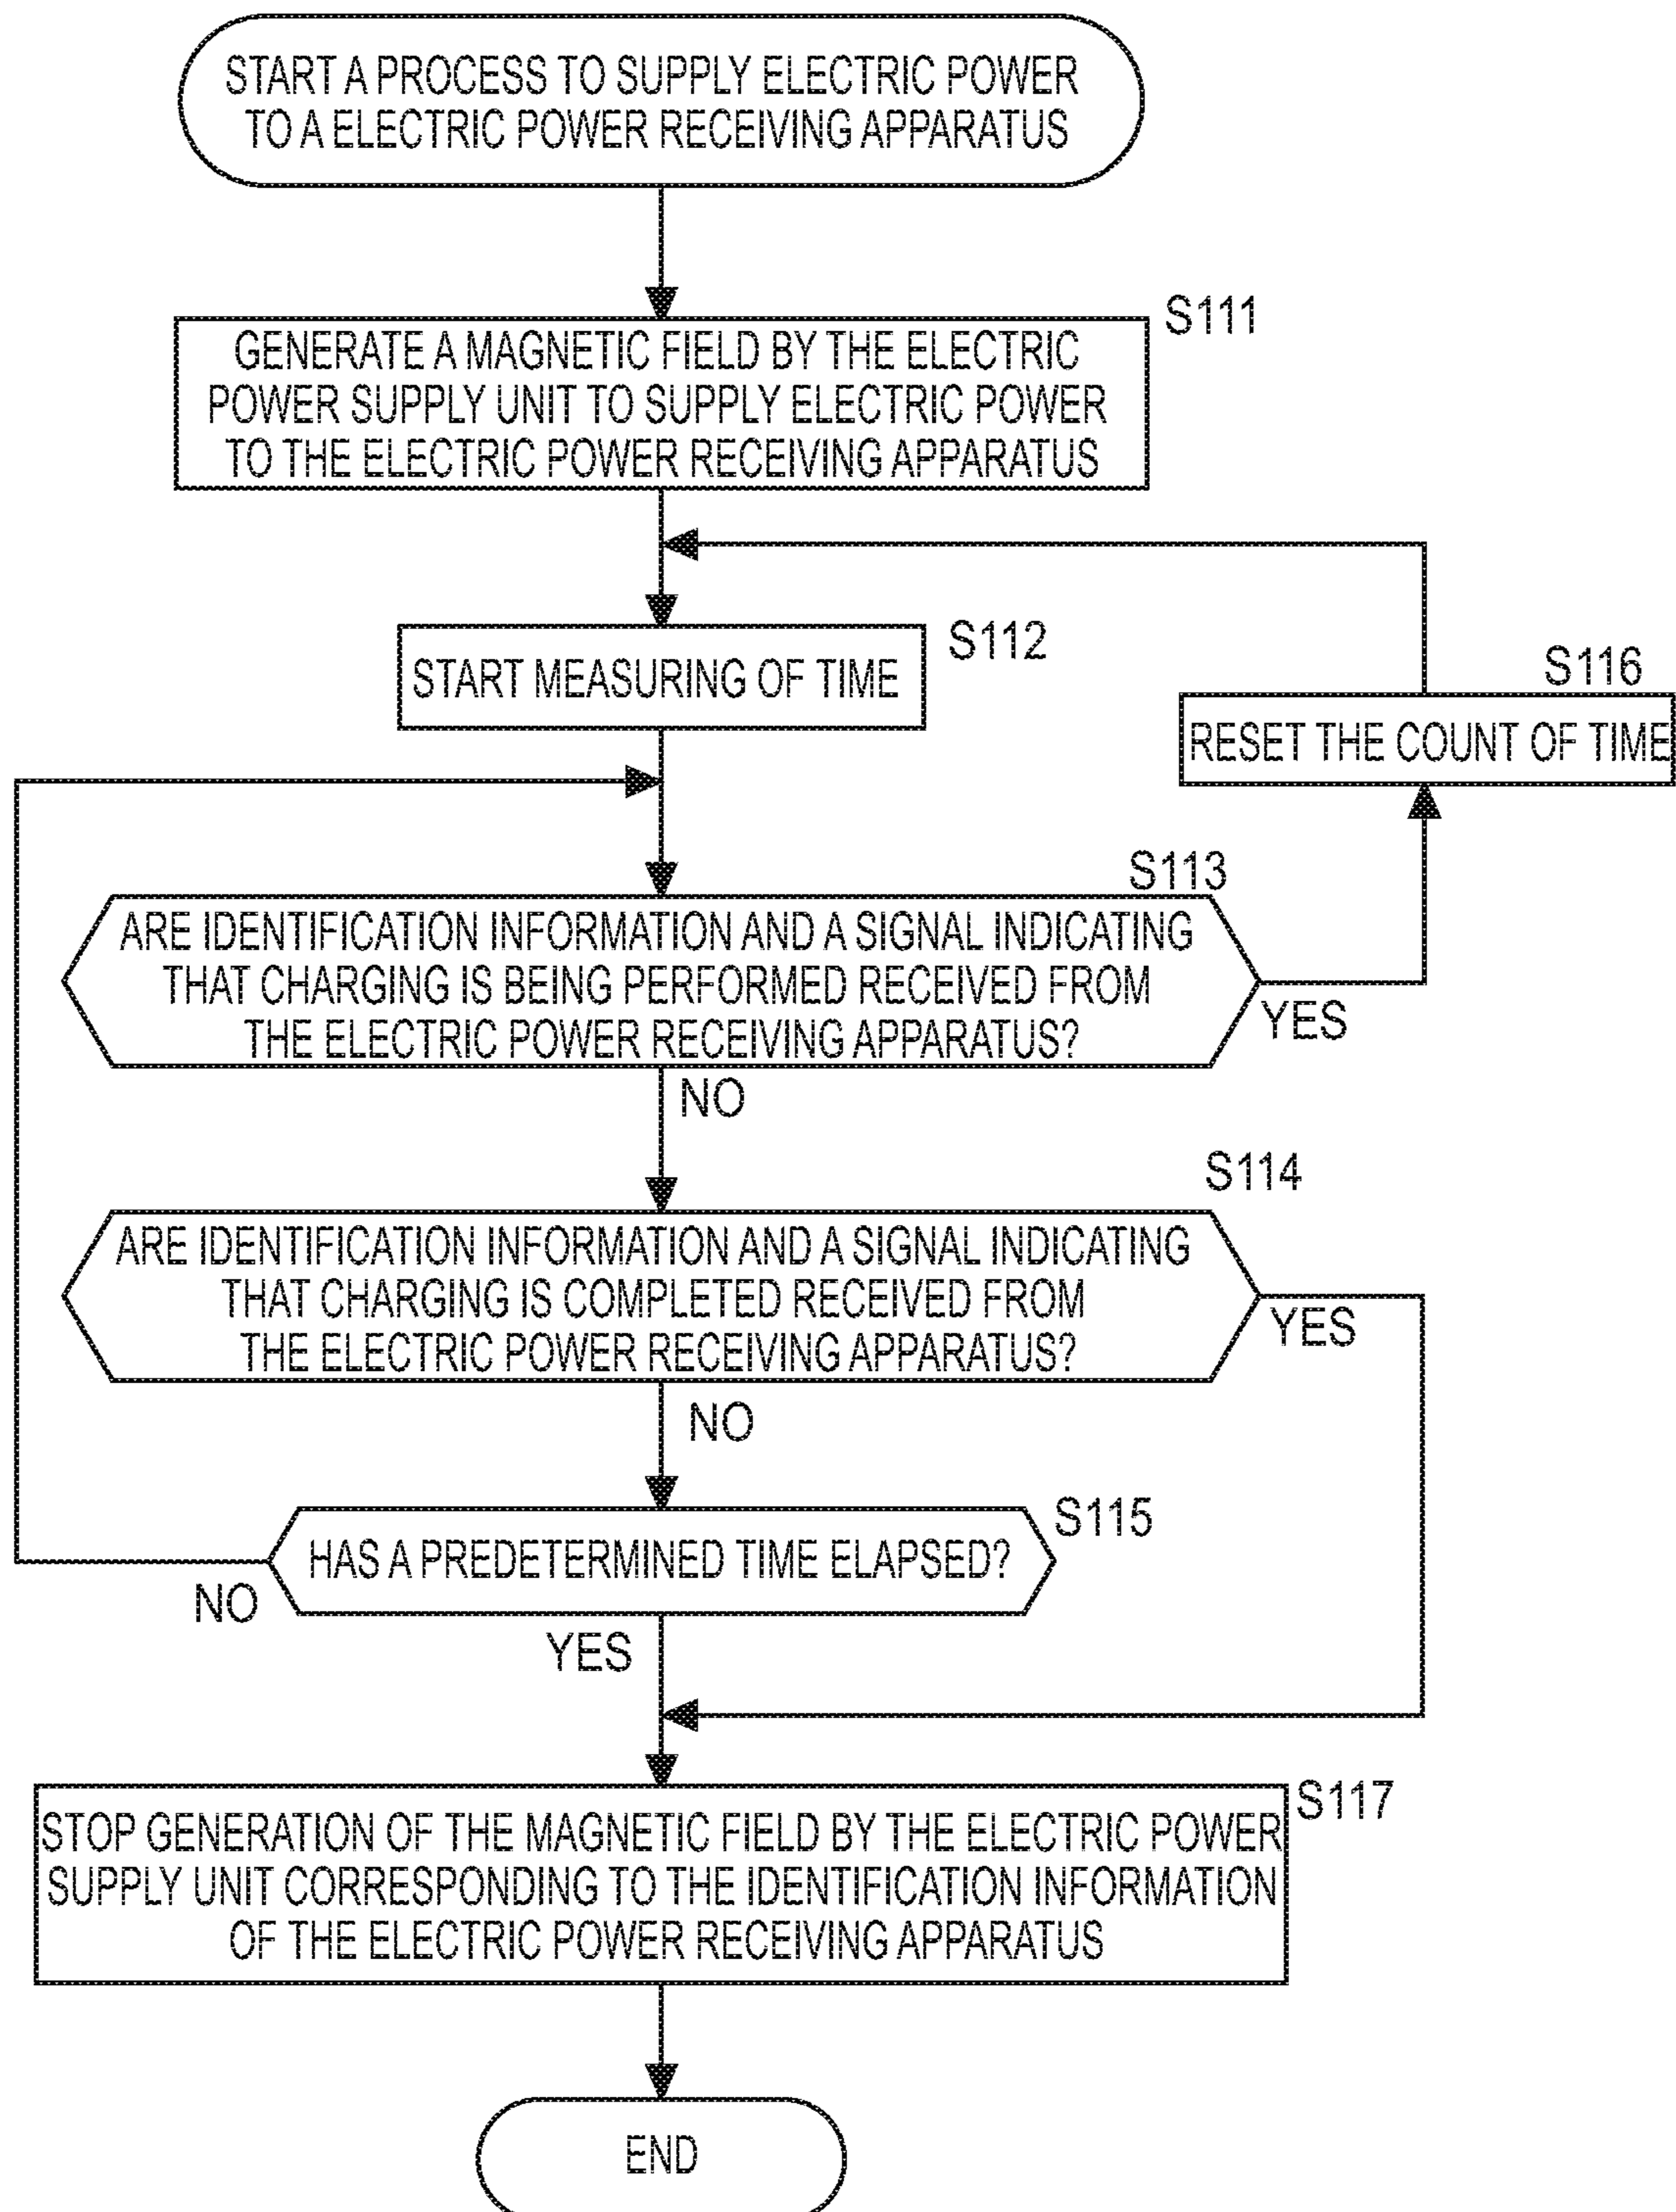 START A PROCESS TO SUPPLY ELECTRIC POWER
TO A ELECTRIC POWER RECEIVING APPARATUS
S111
GENERATE A MAGNETIC FIELD BY THE ELECTRIC
POWER SUPPLY UNIT TO SUPPLY ELECTRIC POWER
TO THE ELECTRIC POWER RECEIVING APPARATUS
S112
START MEASURING OF TIME
S116
RESET THE COUNT OF TIME
S113
ARE IDENTIFICATION INFORMATION AND A SIGNAL INDICATING
THAT CHARGING IS BEING PERFORMED RECEIVED FROM
THE ELECTRIC POWER RECEIVING APPARATUS?
YES
NO
S114
ARE IDENTIFICATION INFORMATION AND A SIGNAL INDICATING
THAT CHARGING IS COMPLETED RECEIVED FROM
THE ELECTRIC POWER RECEIVING APPARATUS?
YES
NO
S115
HAS A PREDETERMINED TIME ELAPSED?
NO
YES
S117
STOP GENERATION OF THE MAGNETIC FIELD BY THE ELECTRIC POWER
SUPPLY UNIT CORRESPONDING TO THE IDENTIFICATION INFORMATION
OF THE ELECTRIC POWER RECEIVING APPARATUS
END